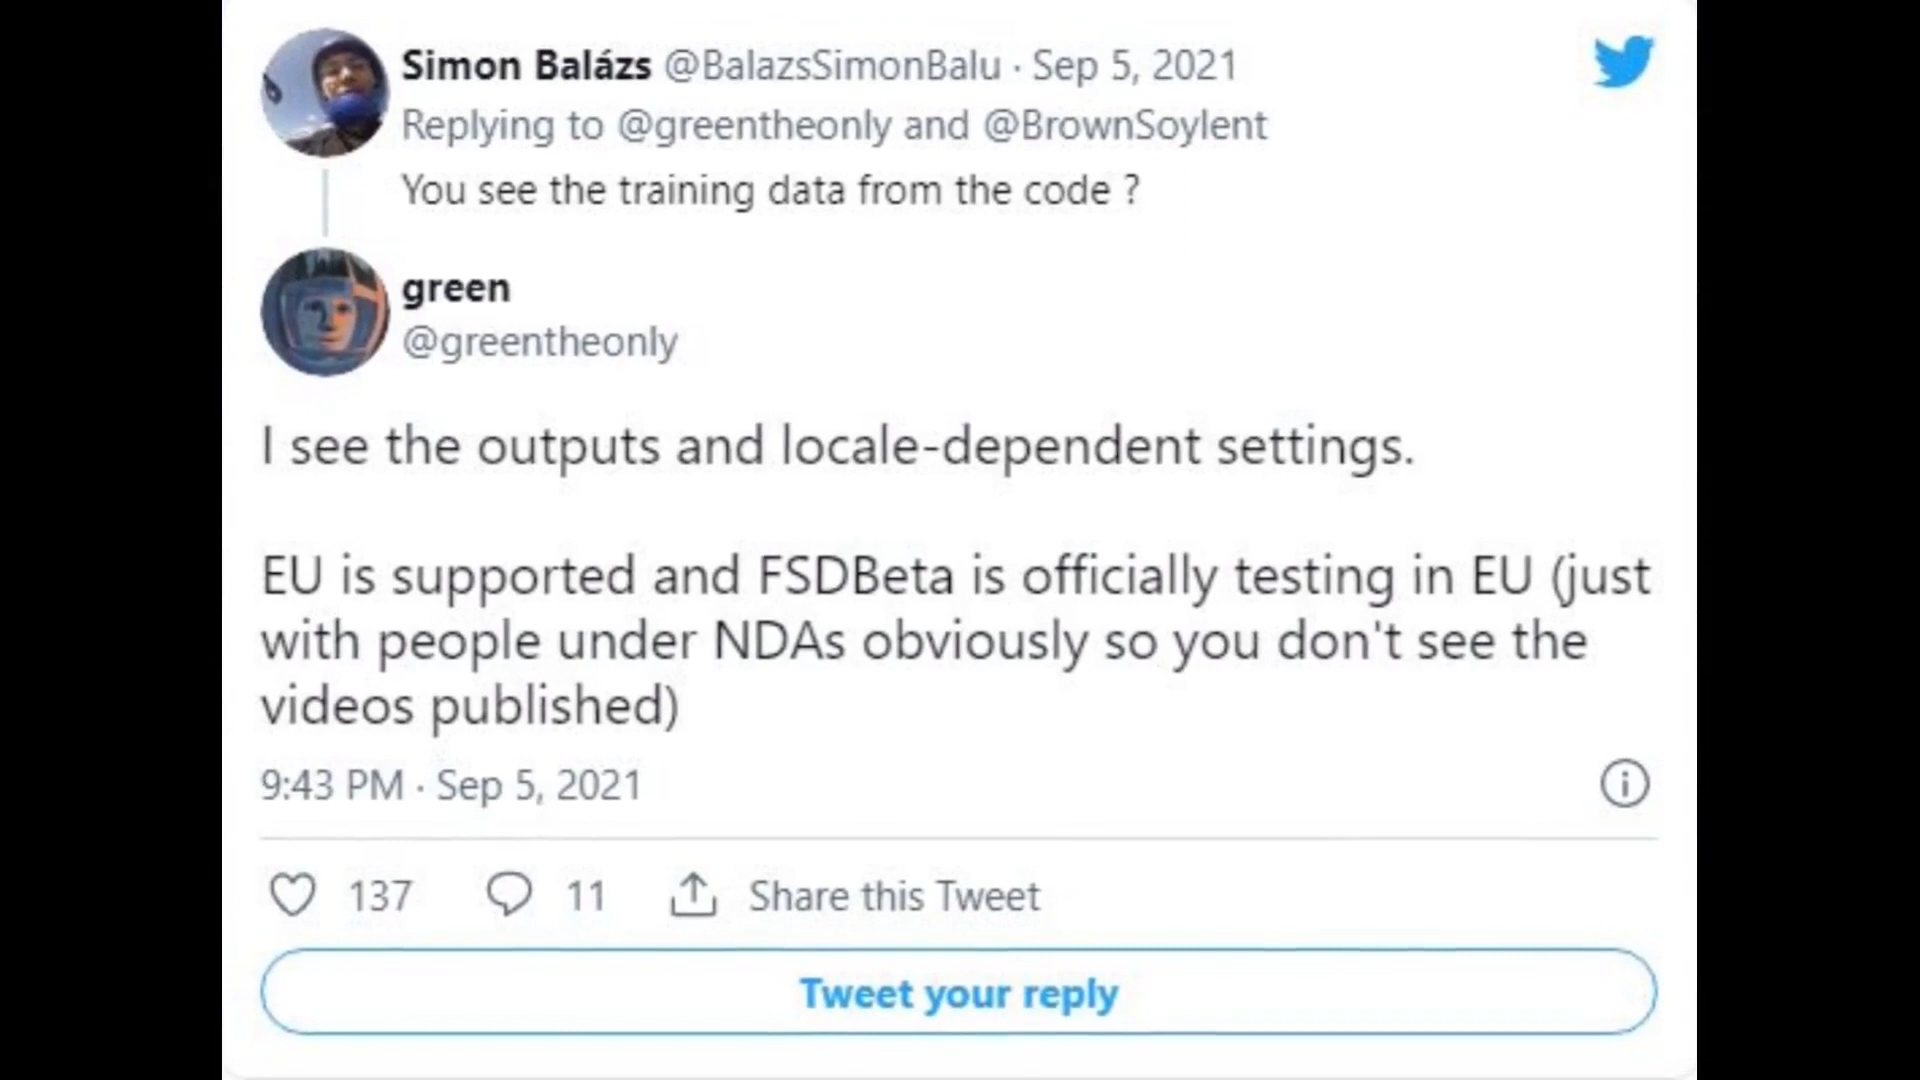 Simon Balázs @BalazsSimonBalu · Sep 5, 2021
Replying to @greentheonly and @BrownSoylent
You see the training data from the code ?
green
@greentheonly
I see the outputs and locale-dependent settings.
EU is supported and FSDBeta is officially testing in EU (just
with people under NDAs obviously so you don't see the
videos published)
9:43 PM · Sep 5, 2021
137 11 Share this Tweet
Tweet your reply